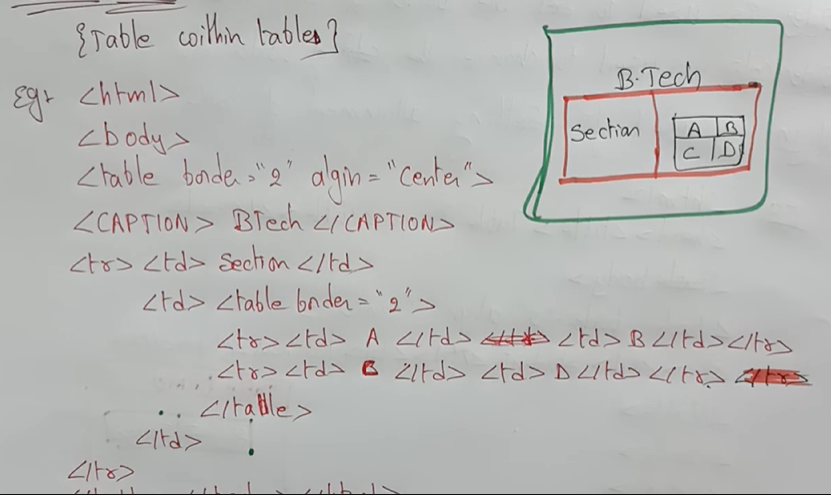 {Table within tables}
Eg:- <html>
<body>
<table border="2" algin="Center">
<CAPTION> BTech </CAPTION>
<tr> <td> Section </td>
<td> <table border="2">
<tr> <td> A </td> <td> B </td> </tr>
<tr> <td> C </td> <td> D </td> </tr>
</table>
</td>
</tr>
B.Tech
Section
A B
C D